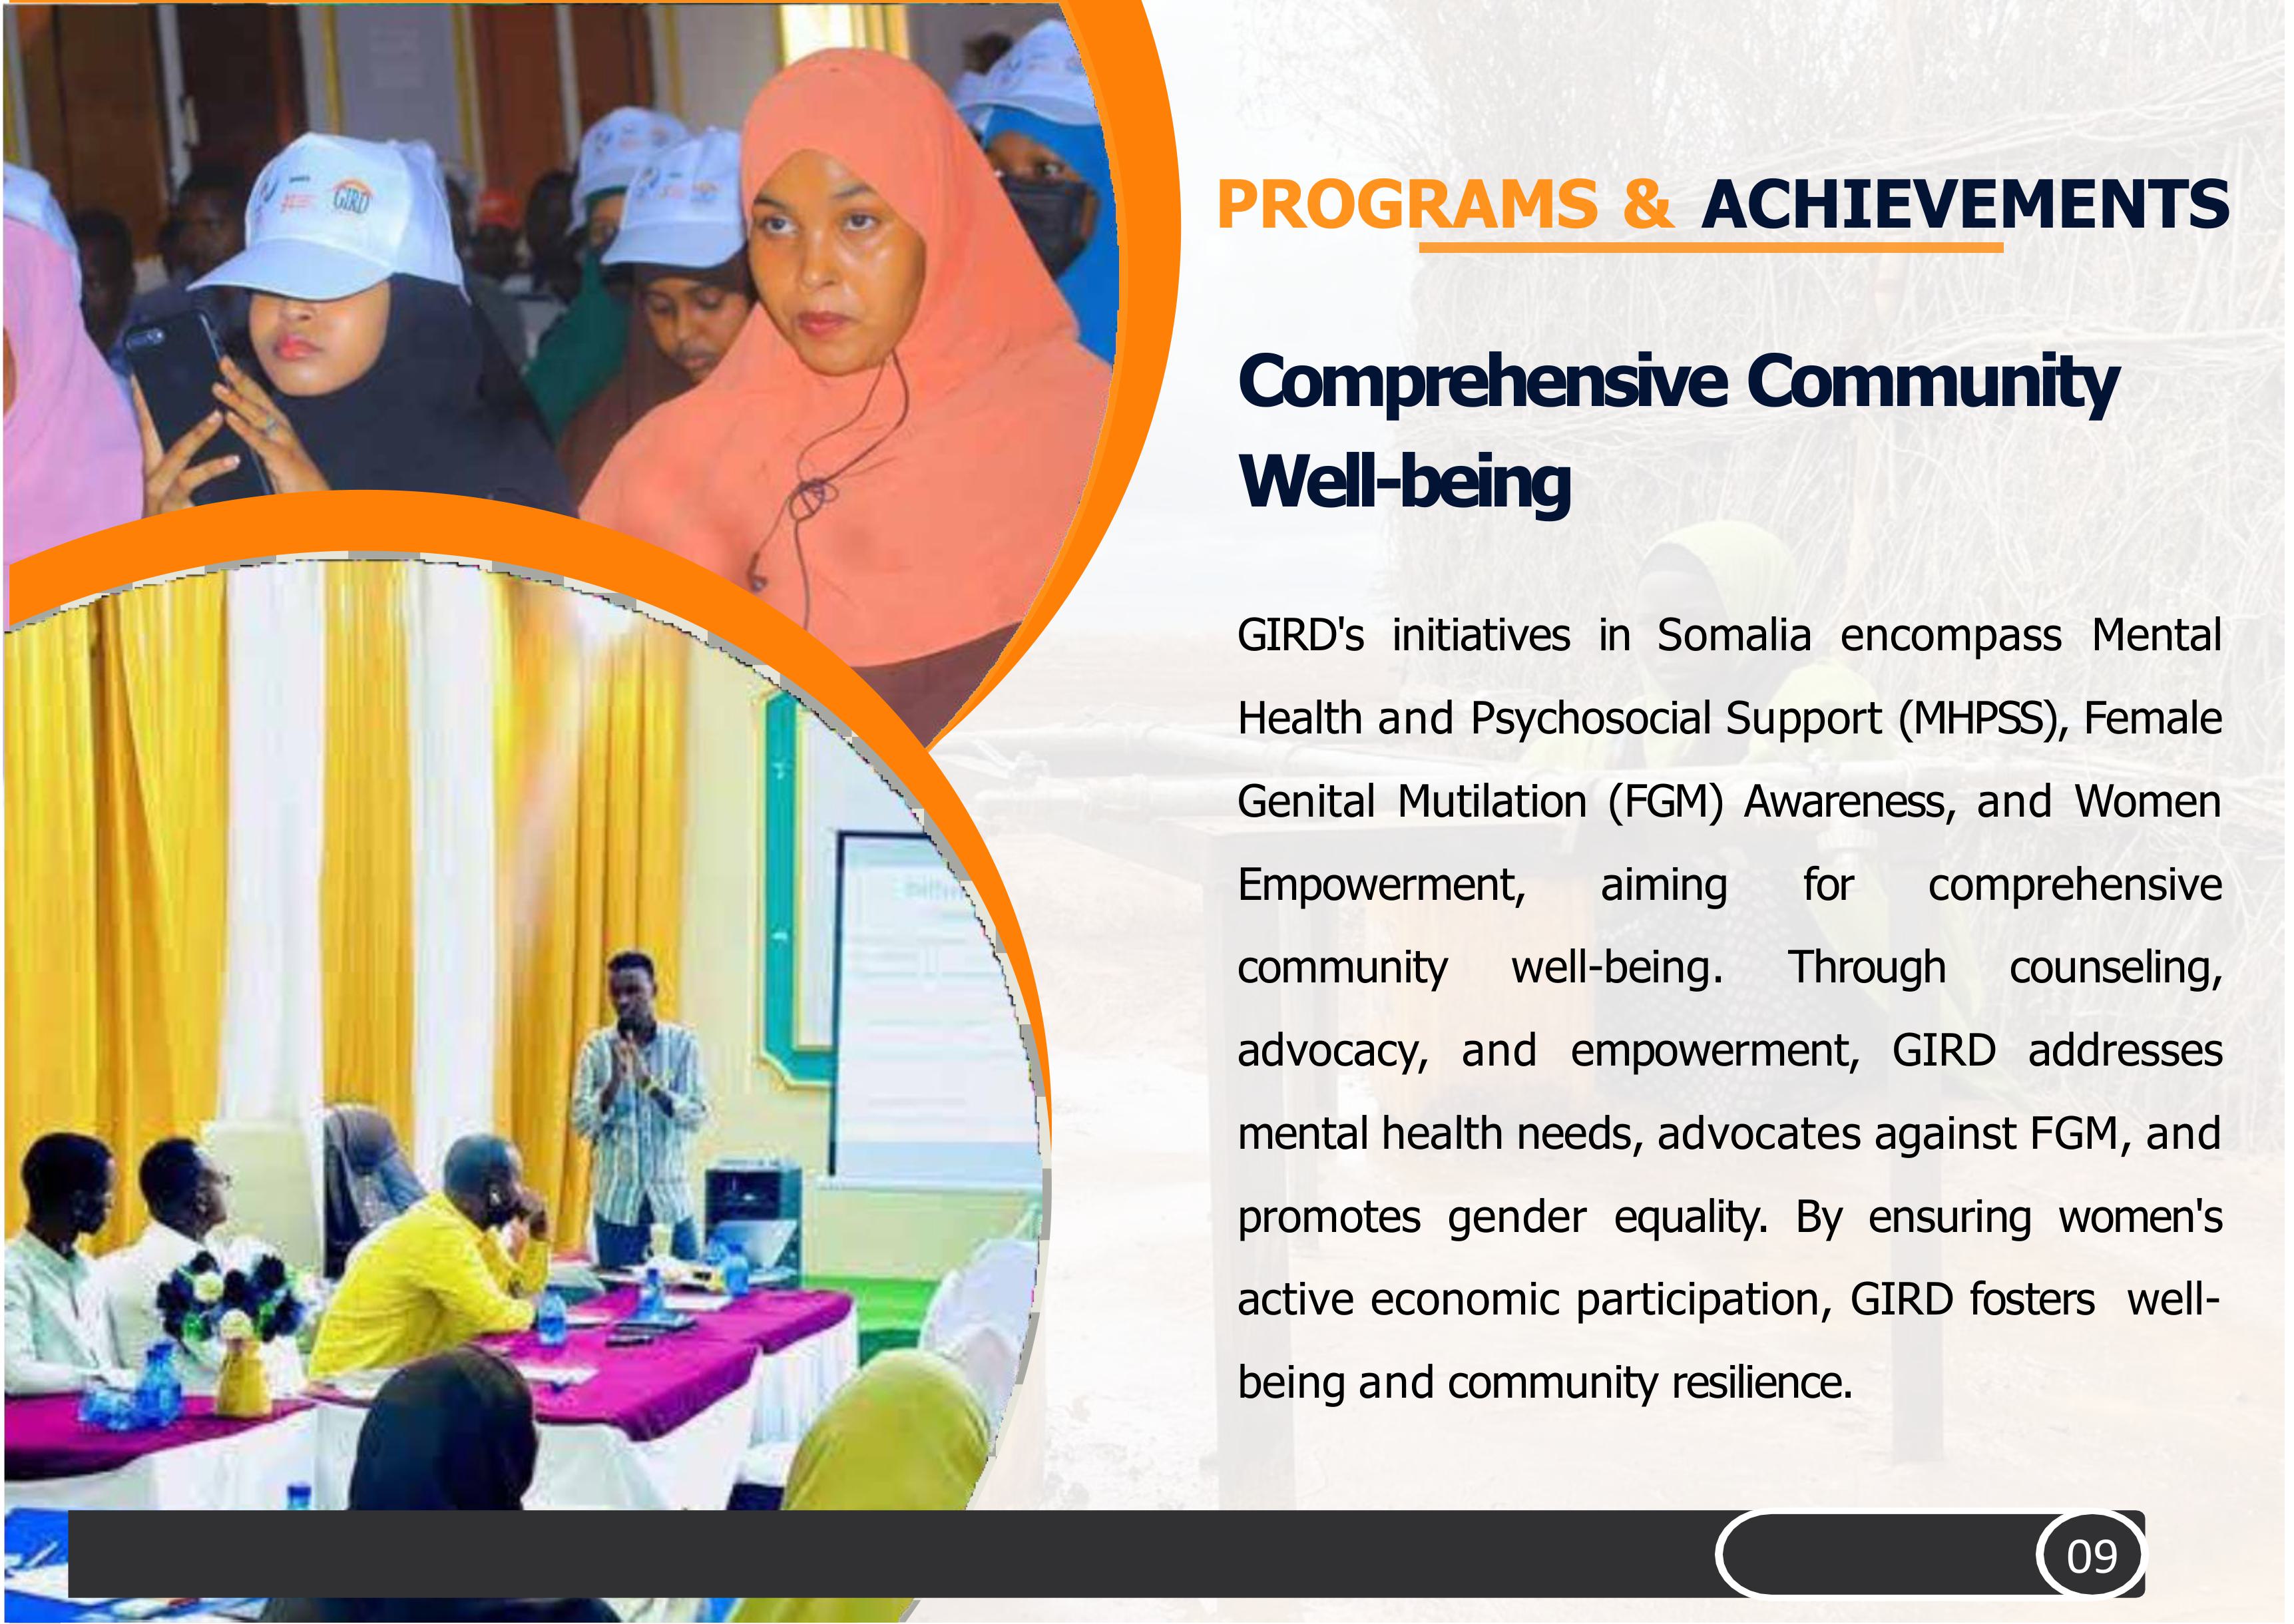 GIRD
PROGRAMS & ACHIEVEMENTS
Comprehensive Community
Well-being
GIRD's initiatives in Somalia encompass Mental
Health and Psychosocial Support (MHPSS), Female
Genital Mutilation (FGM) Awareness, and Women
Empowerment, aiming for comprehensive
community well-being. Through counseling,
advocacy, and empowerment, GIRD addresses
mental health needs, advocates against FGM, and
promotes gender equality. By ensuring women's
active economic participation, GIRD fosters well-
being and community resilience.
09